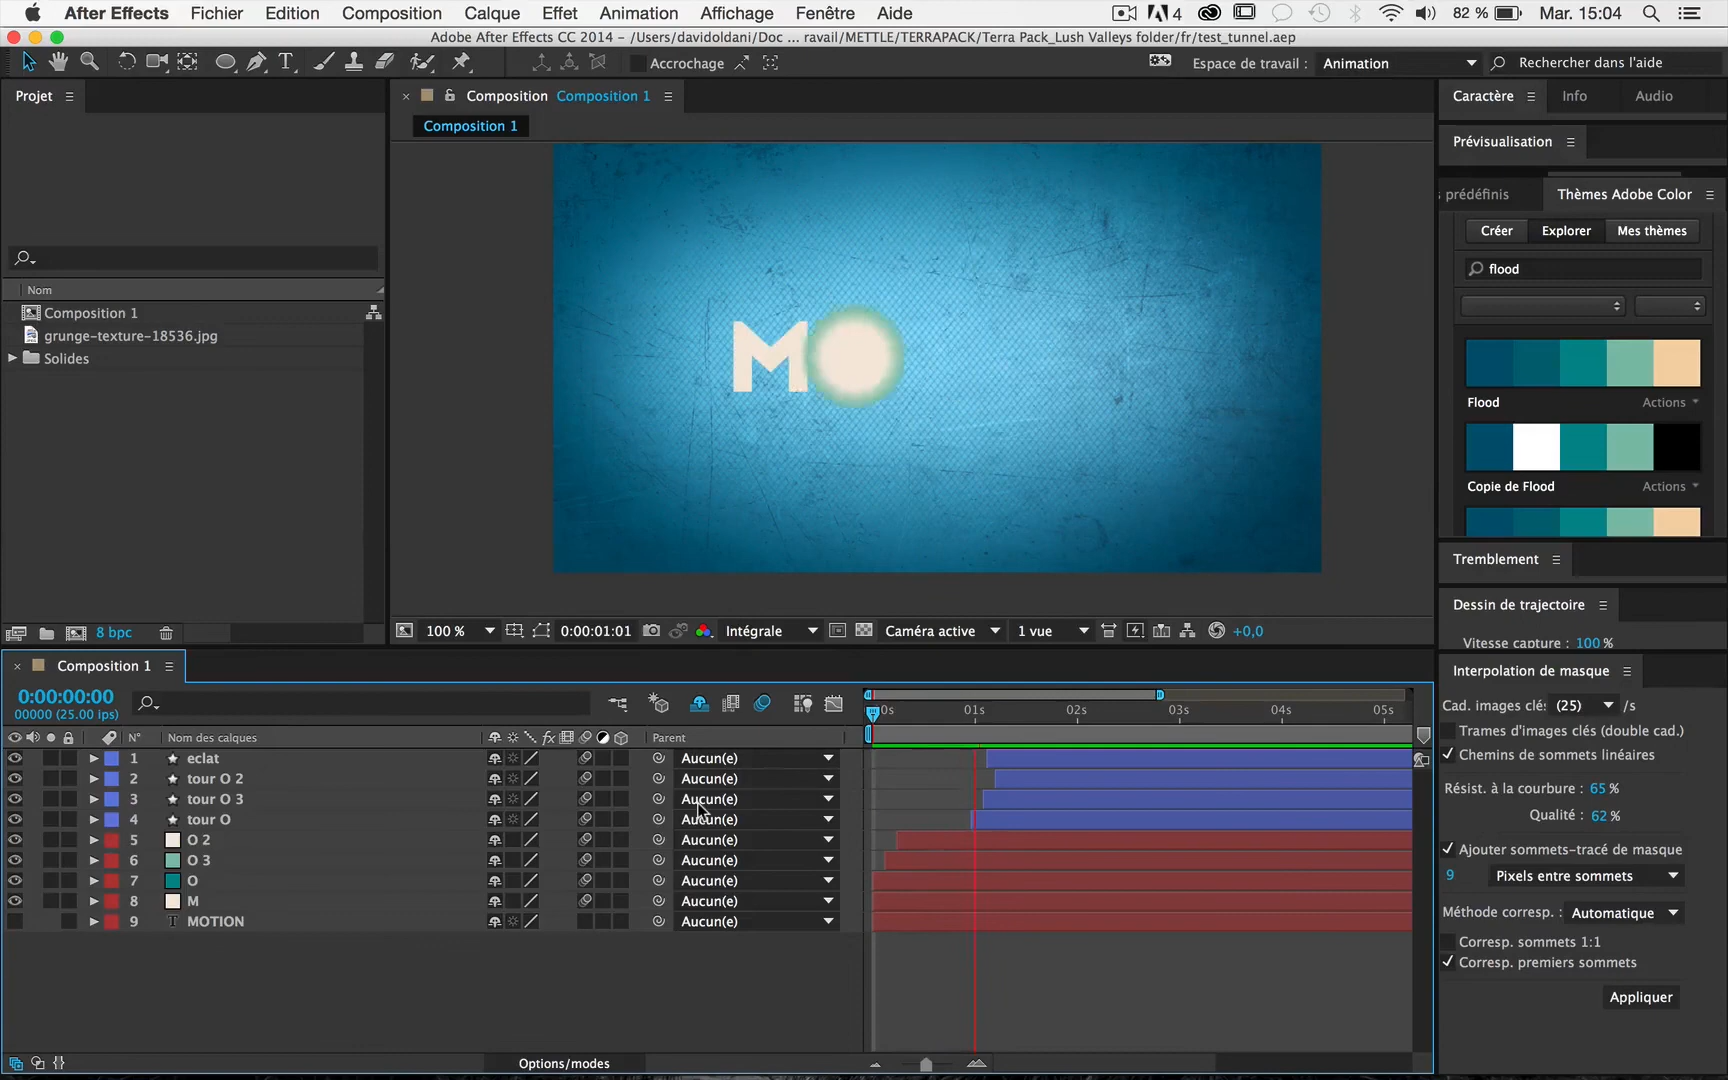 After Effects Fichier Edition Composition Calque Effet Animation Affichage Fenêtre Aide 4 82 % Mar. 15:04
Adobe After Effects CC 2014 - /Users/davidoldani/Doc ... ravail/METTLE/TERRAPACK/Terra Pack_Lush Valleys folder/fr/test_tunnel.aep
T Accrochage Espace de travail : Animation Rechercher dans l'aide
Projet
Composition Composition 1
Caractère Info Audio
Composition 1
Prévisualisation
s prédéfinis Thèmes Adobe Color
Créer Explorer Mes thèmes
flood
Nom
Composition 1
grunge-texture-18536.jpg
Solides
MO
Flood Actions
Copie de Flood Actions
Tremblement
Dessin de trajectoire
Vitesse capture : 100 %
8 bpc
100 % 0:00:01:01 Intégrale Caméra active 1 vue +0,0
Composition 1
Interpolation de masque
0:00:00:00
00000 (25.00 ips)
0s 01s 02s 03s 04s 05s
Cad. images clés (25) /s
Trames d'images clés (double cad.)
Chemins de sommets linéaires
Résist. à la courbure : 65 %
Qualité : 62 %
Ajouter sommets-tracé de masque
9 Pixels entre sommets
Méthode corresp. : Automatique
Corresp. sommets 1:1
Corresp. premiers sommets
Appliquer
N° Nom des calques fx Parent
1 eclat Aucun(e)
2 tour O 2 Aucun(e)
3 tour O 3 Aucun(e)
4 tour O Aucun(e)
5 O 2 Aucun(e)
6 O 3 Aucun(e)
7 O Aucun(e)
8 M Aucun(e)
9 T MOTION Aucun(e)
Options/modes